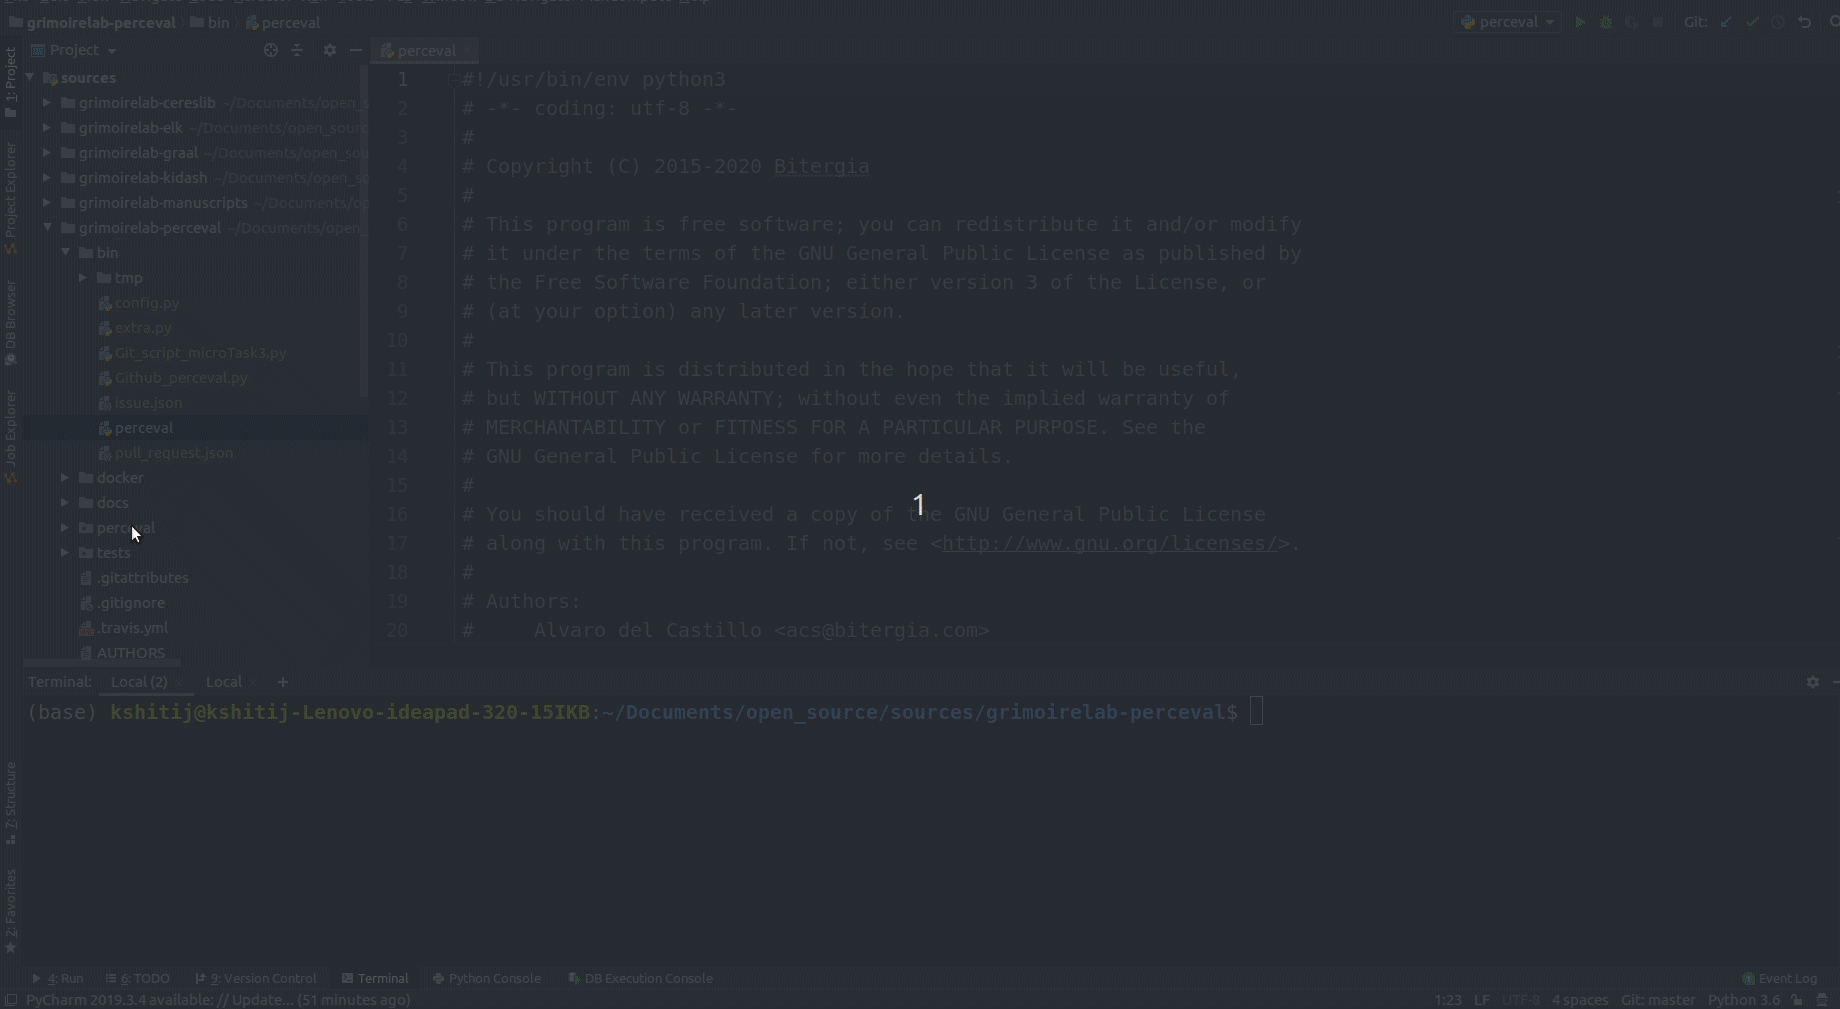 grimoirelab-perceval bin perceval
perceval Git:
1: Project
Project
perceval
sources
grimoirelab-cereslib ~/Documents/open_s
grimoirelab-elk ~/Documents/open_sourc
grimoirelab-graal ~/Documents/open_sou
grimoirelab-kidash ~/Documents/open_so
grimoirelab-manuscripts ~/Documents/op
grimoirelab-perceval ~/Documents/open_
bin
tmp
config.py
extra.py
Git_script_microTask3.py
Github_perceval.py
issue.json
perceval
pull_request.json
docker
docs
perceval
tests
.gitattributes
.gitignore
.travis.yml
AUTHORS
Project Explorer
DB Browser
Job Explorer
7: Structure
2: Favorites
1 #!/usr/bin/env python3
2 # -*- coding: utf-8 -*-
3 #
4 # Copyright (C) 2015-2020 Bitergia
5 #
6 # This program is free software; you can redistribute it and/or modify
7 # it under the terms of the GNU General Public License as published by
8 # the Free Software Foundation; either version 3 of the License, or
9 # (at your option) any later version.
10 #
11 # This program is distributed in the hope that it will be useful,
12 # but WITHOUT ANY WARRANTY; without even the implied warranty of
13 # MERCHANTABILITY or FITNESS FOR A PARTICULAR PURPOSE. See the
14 # GNU General Public License for more details.
15 #
1
16 # You should have received a copy of the GNU General Public License
17 # along with this program. If not, see <http://www.gnu.org/licenses/>.
18 #
19 # Authors:
20 #     Alvaro del Castillo <acs@bitergia.com>
Terminal: Local (2) × Local × +
(base) kshitij@kshitij-Lenovo-ideapad-320-15IKB:~/Documents/open_source/sources/grimoirelab-perceval$
4: Run 6: TODO 9: Version Control Terminal Python Console DB Execution Console 1 Event Log
PyCharm 2019.3.4 available: // Update... (51 minutes ago) 1:23 LF UTF-8 4 spaces Git: master Python 3.6